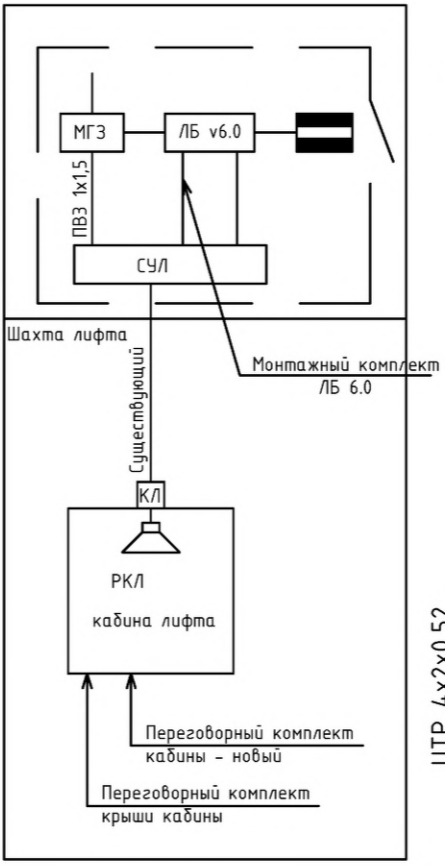 МГЗ
ЛБ v6.0
ПВЗ 1х1,5
СУЛ
Шахта лифта
Существующий
Монтажный комплект
ЛБ 6.0
КЛ
РКЛ
кабина лифта
Переговорный комплект
кабины - новый
Переговорный комплект
крыши кабины
UTP 4x2x0,52